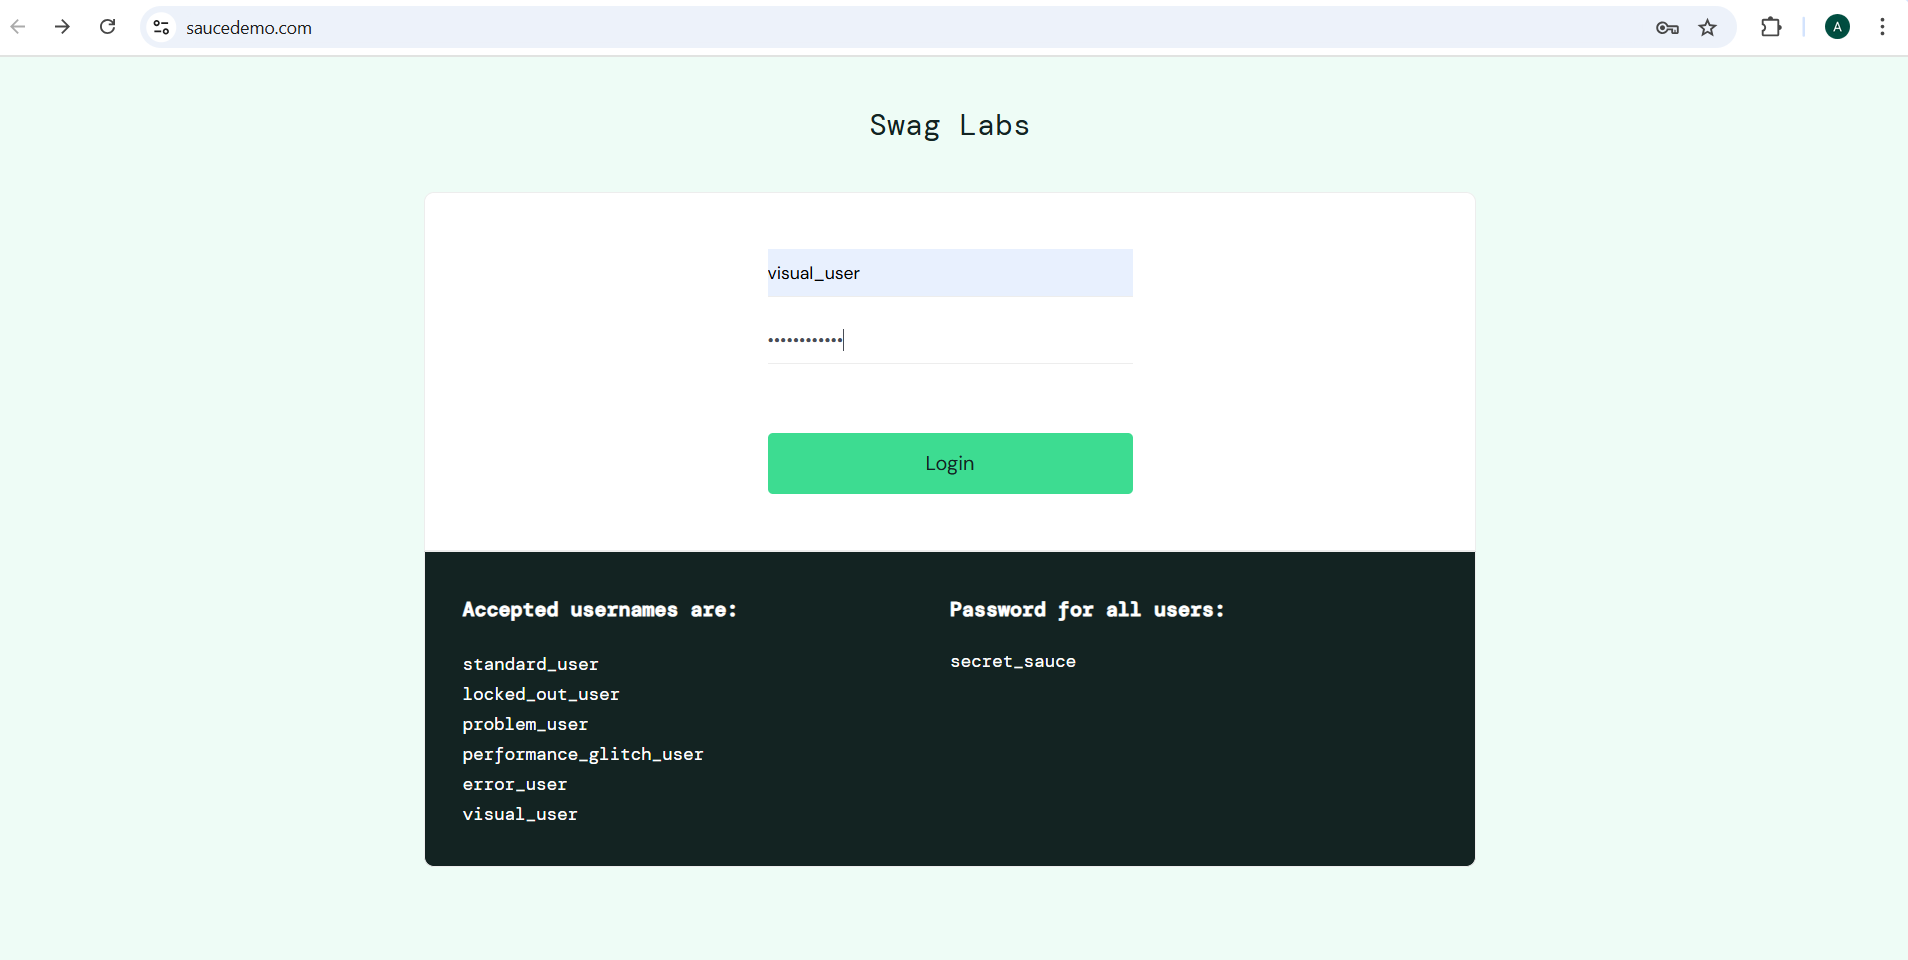 saucedemo.com
A
Swag Labs
visual_user
••••••••••••
Login
Accepted usernames are:
standard_user
locked_out_user
problem_user
performance_glitch_user
error_user
visual_user
Password for all users:
secret_sauce